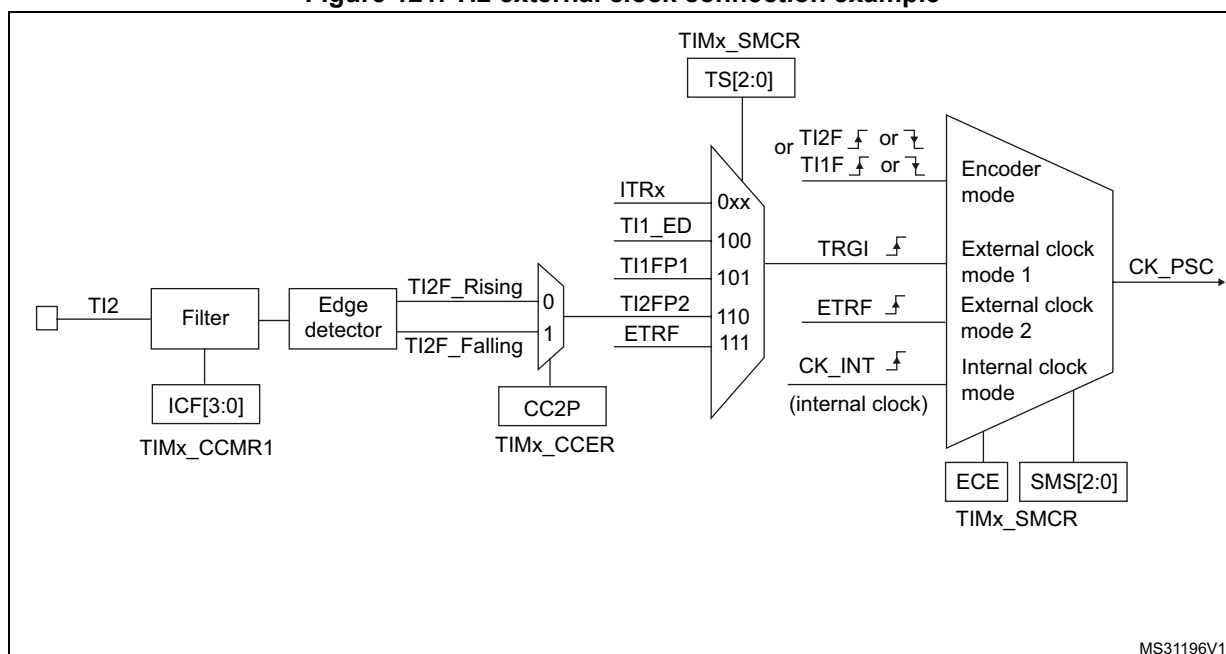 Figure 121. TI2 external clock connection example
TIMx_SMCR
TS[2:0]
or TI2F or
TI1F or
Encoder
mode
ITRx
0xx
TI1_ED
100
TRGI
External clock
mode 1
CK_PSC
TI1FP1
101
TI2
Filter
Edge
detector
TI2F_Rising
0
TI2F_Falling
1
TI2FP2
110
ETRF
111
ETRF
External clock
mode 2
CK_INT
(internal clock)
Internal clock
mode
ICF[3:0]
TIMx_CCMR1
CC2P
TIMx_CCER
ECE
SMS[2:0]
TIMx_SMCR
MS31196V1